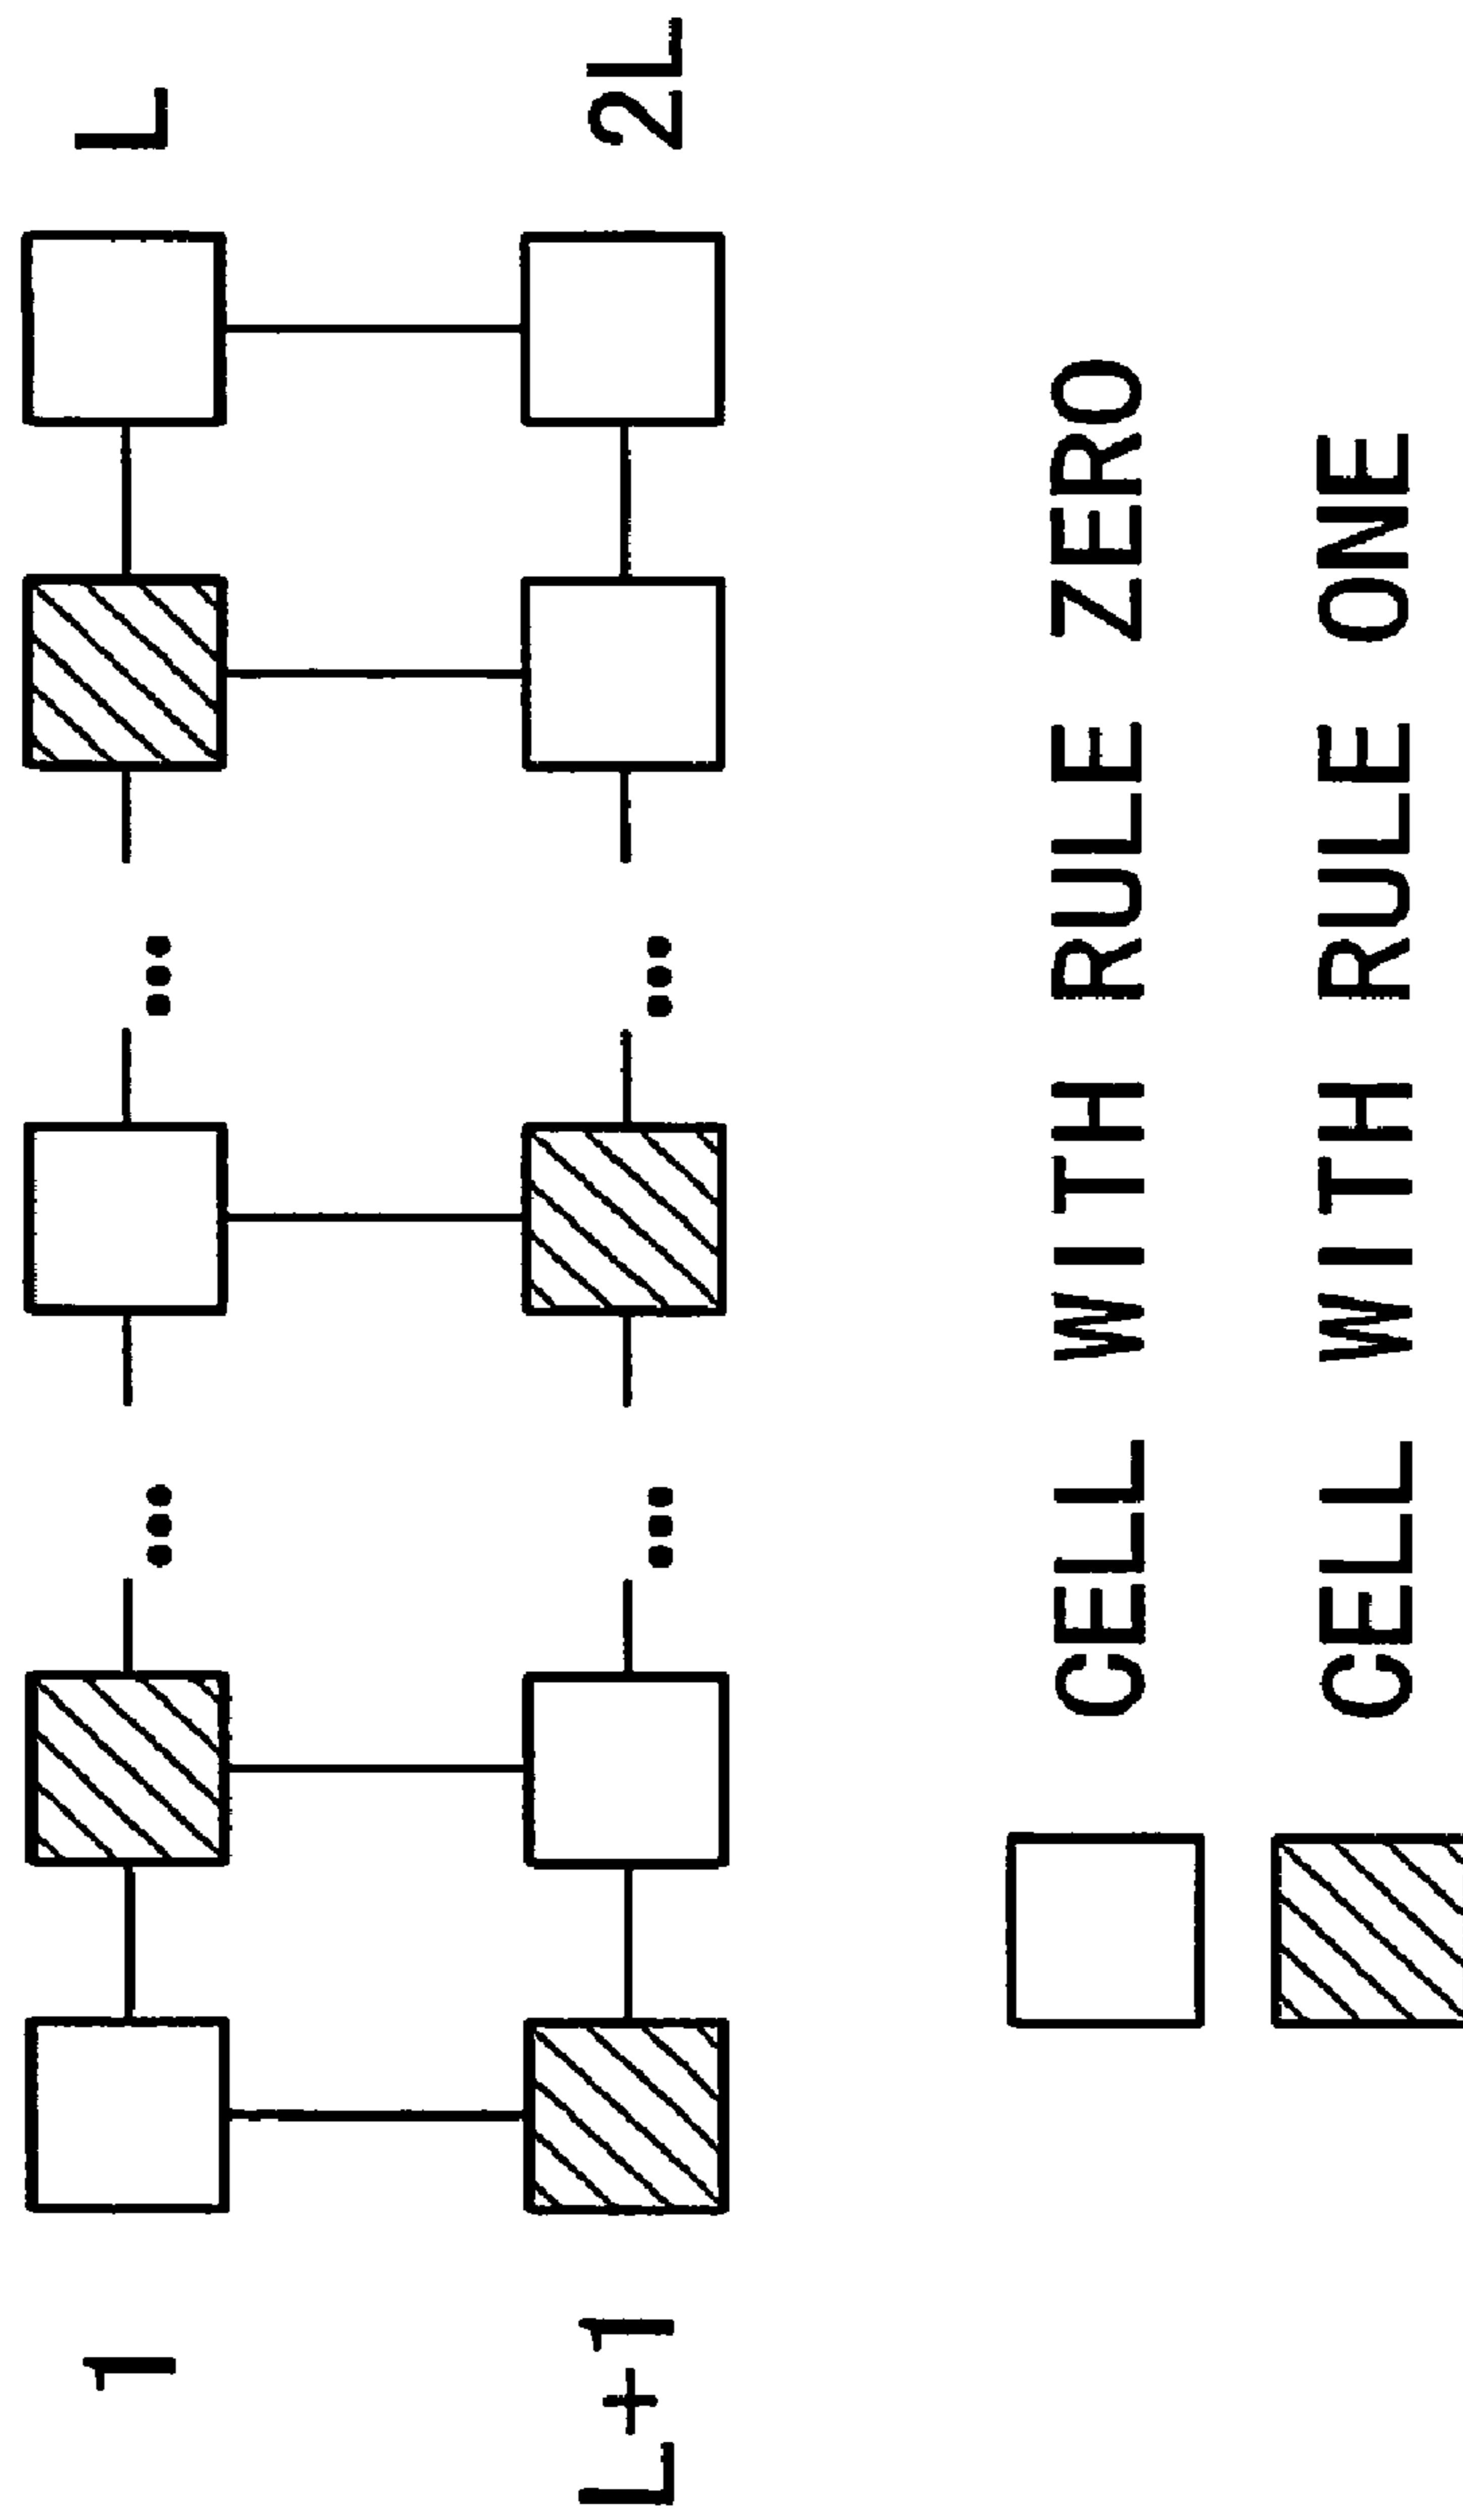 1 L
L+1 2L
CELL WITH RULE ZERO
CELL WITH RULE ONE